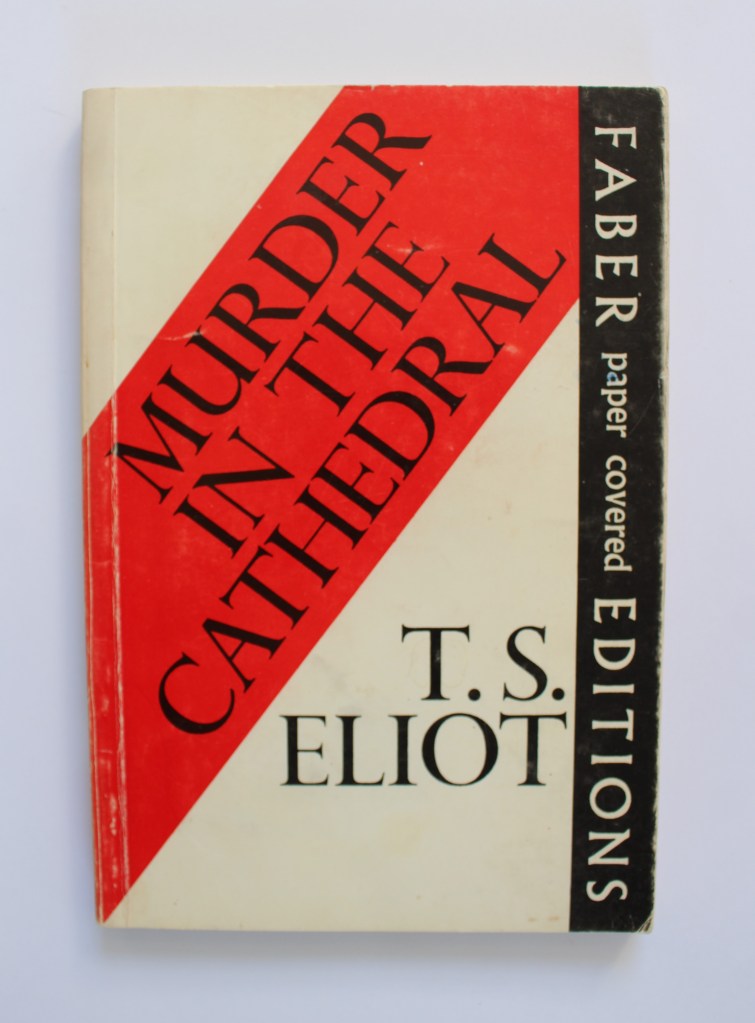 MURDER
IN THE
CATHEDRAL
T. S.
ELIOT
FABER paper covered EDITIONS